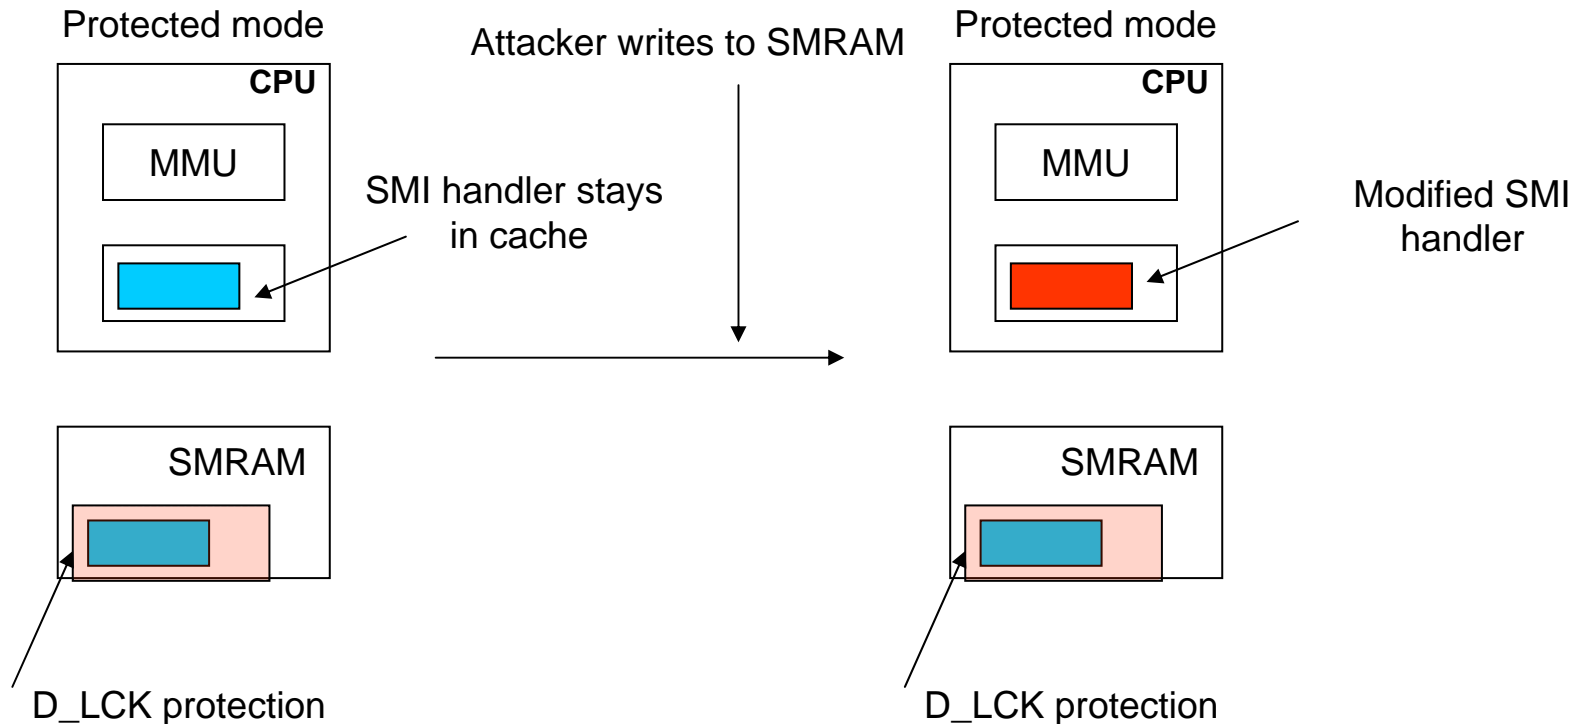 Protected mode
CPU
MMU
SMI handler stays
in cache
SMRAM
D_LCK protection
Attacker writes to SMRAM
Protected mode
CPU
MMU
Modified SMI
handler
SMRAM
D_LCK protection